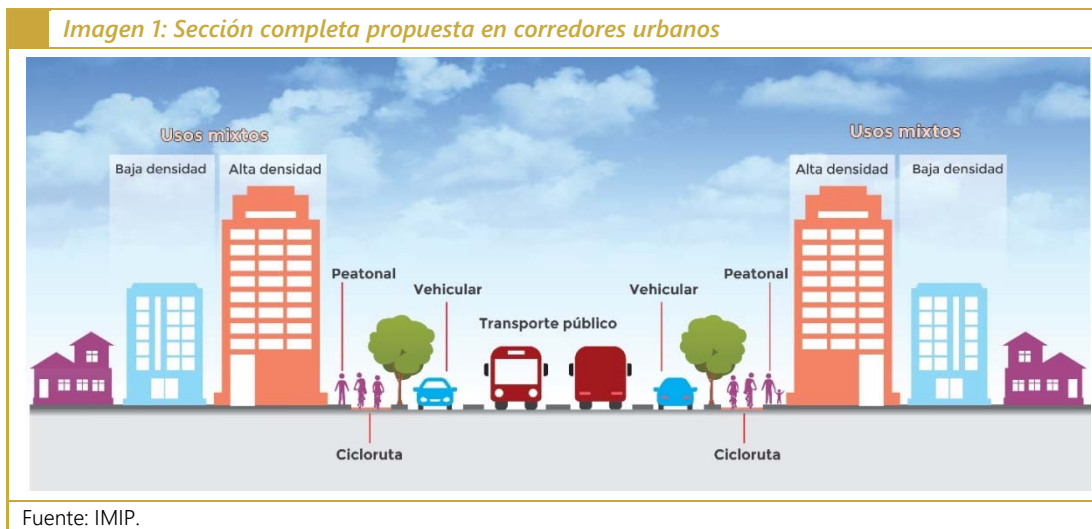 Imagen 1: Sección completa propuesta en corredores urbanos
Usos mixtos
Usos mixtos
Baja densidad
Alta densidad
Alta densidad
Baja densidad
Peatonal
Vehicular
Transporte público
Vehicular
Peatonal
Cicloruta
Cicloruta
Fuente: IMIP.